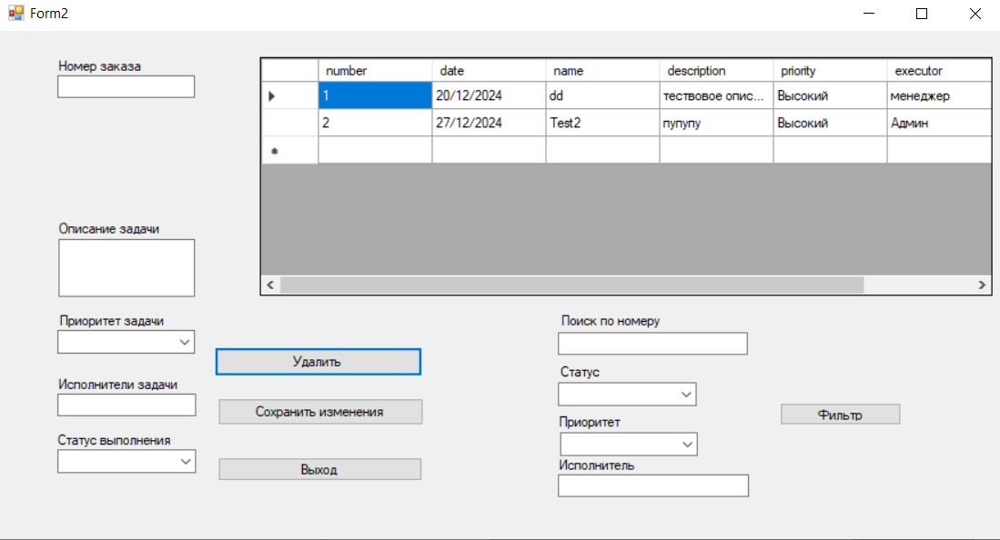 Form2
Номер заказа
number date name description priority executor
1 20/12/2024 dd тествовое опис... Высокий менеджер
2 27/12/2024 Test2 пупупу Высокий Админ
Описание задачи
Приоритет задачи
Поиск по номеру
Удалить
Статус
Исполнители задачи
Сохранить изменения
Фильтр
Приоритет
Статус выполнения
Выход
Исполнитель